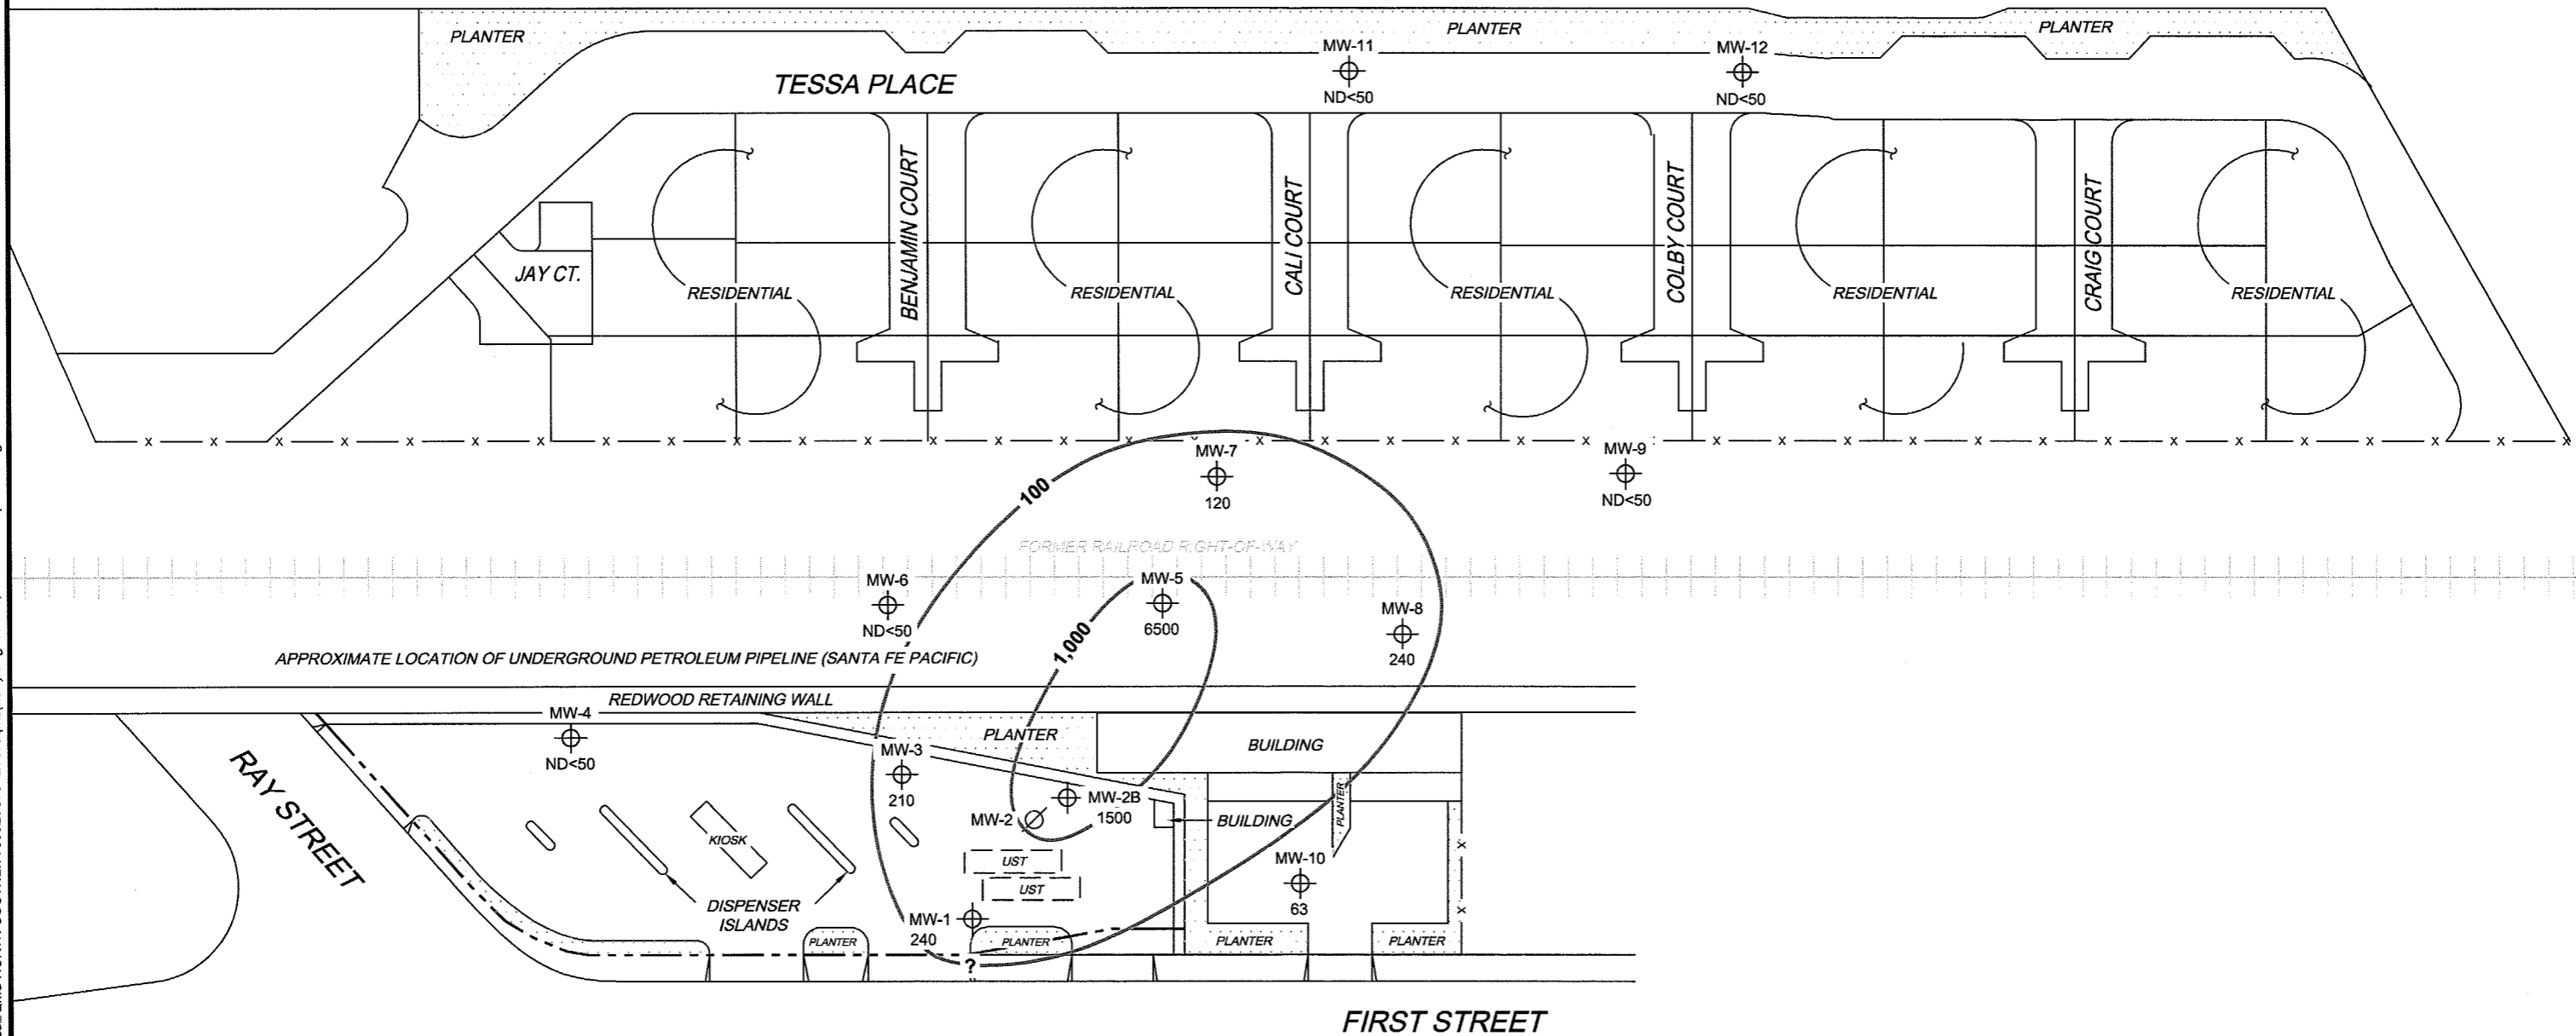 PLANTER
PLANTER
PLANTER
MW-11
MW-12
TESSA PLACE
ND<50
ND<50
BENJAMIN COURT
CALI COURT
COLBY COURT
CRAIG COURT
JAY CT.
RESIDENTIAL
RESIDENTIAL
RESIDENTIAL
RESIDENTIAL
RESIDENTIAL
MW-7
120
MW-9
ND<50
100
FORMER RAILROAD RIGHT-OF-WAY
MW-6
ND<50
MW-5
6500
MW-8
240
1,000
APPROXIMATE LOCATION OF UNDERGROUND PETROLEUM PIPELINE (SANTA FE PACIFIC)
REDWOOD RETAINING WALL
MW-4
ND<50
RAY STREET
PLANTER
BUILDING
MW-3
210
MW-2B
1500
MW-2
BUILDING
PLANTER
KIOSK
UST
UST
DISPENSER
ISLANDS
MW-10
63
MW-1
240
PLANTER
PLANTER
PLANTER
PLANTER
?
FIRST STREET